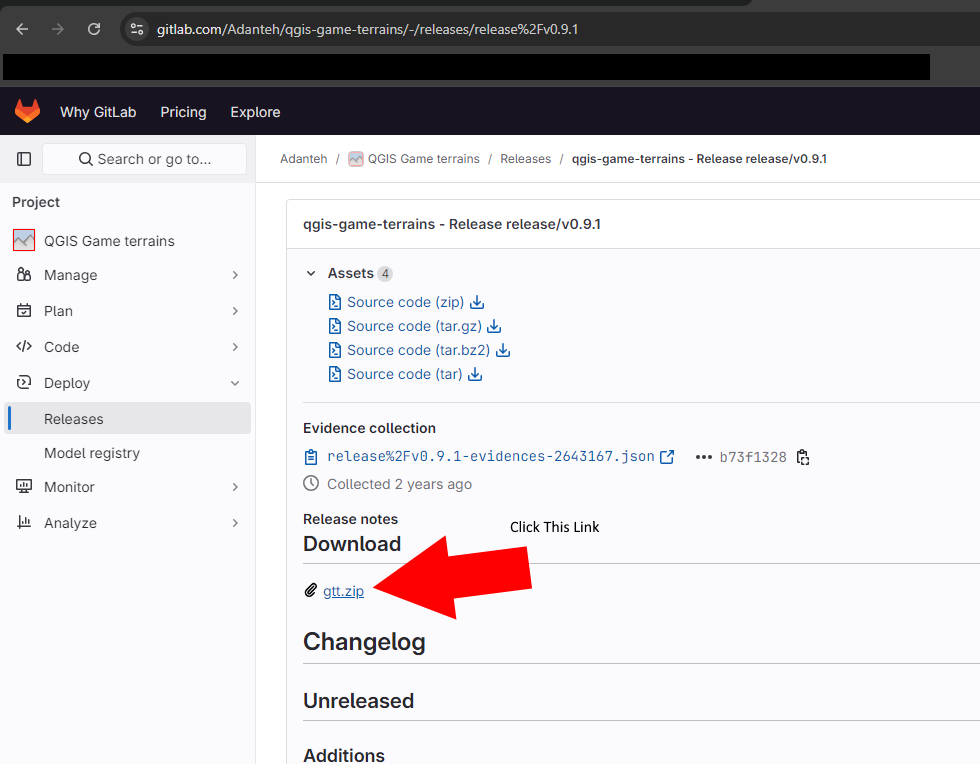 gitlab.com/Adanteh/qgis-game-terrains/-/releases/release%2Fv0.9.1
Why GitLab Pricing Explore
Search or go to...
Adanteh / QGIS Game terrains / Releases / qgis-game-terrains - Release release/v0.9.1
Project
QGIS Game terrains
Manage
Plan
Code
Deploy
Releases
Model registry
Monitor
Analyze
qgis-game-terrains - Release release/v0.9.1
Assets 4
Source code (zip)
Source code (tar.gz)
Source code (tar.bz2)
Source code (tar)
Evidence collection
release%2Fv0.9.1-evidences-2643167.json ••• b73f1328
Collected 2 years ago
Release notes
Click This Link
Download
gtt.zip
Changelog
Unreleased
Additions